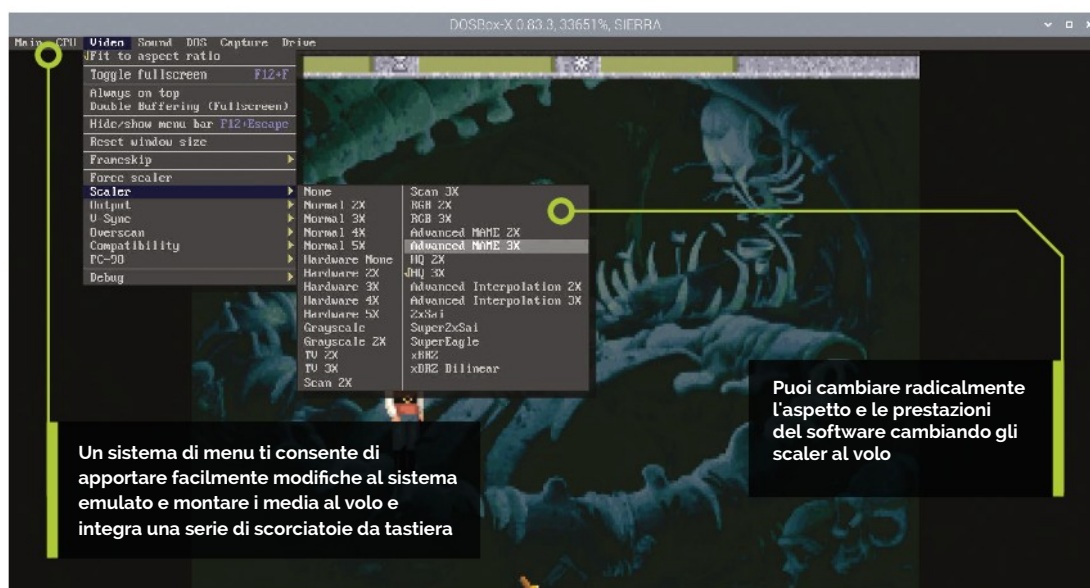 DOSBox-X 0.83.3, 33651%, SIERRA
Main CPU Video Sound DOS Capture Drive
√Fit to aspect ratio
Toggle fullscreen F12+F
Always on top
Double Buffering (Fullscreen)
Hide/show menu bar F12+Escape
Reset window size
Frameskip
Force scaler
Scaler
Output
V-Sync
Overscan
Compatibility
PC-98
Debug
None
Normal 2X
Normal 3X
Normal 4X
Normal 5X
Hardware None
Hardware 2X
Hardware 3X
Hardware 4X
Hardware 5X
Grayscale
Grayscale 2X
TV 2X
TV 3X
Scan 2X
Scan 3X
RGB 2X
RGB 3X
Advanced MAME 2X
Advanced MAME 3X
HQ 2X
√HQ 3X
Advanced Interpolation 2X
Advanced Interpolation 3X
2xSai
Super2xSai
SuperEagle
xBRZ
xBRZ Bilinear
Puoi cambiare radicalmente
l'aspetto e le prestazioni
del software cambiando gli
scaler al volo
Un sistema di menu ti consente di
apportare facilmente modifiche al sistema
emulato e montare i media al volo e
integra una serie di scorciatoie da tastiera